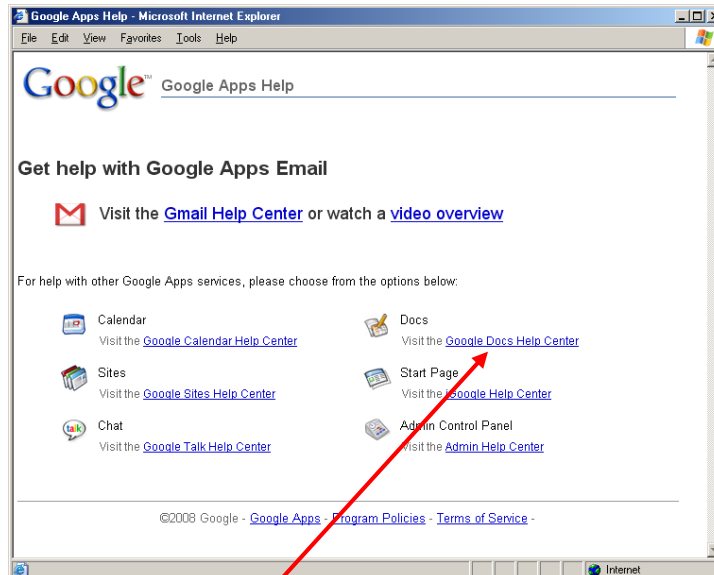 Google Apps Help - Microsoft Internet Explorer
File Edit View Favorites Tools Help
Google™ Google Apps Help
Get help with Google Apps Email
Visit the Gmail Help Center or watch a video overview
For help with other Google Apps services, please choose from the options below:
Calendar
Visit the Google Calendar Help Center
Docs
Visit the Google Docs Help Center
Sites
Visit the Google Sites Help Center
Start Page
Visit the iGoogle Help Center
talk
Chat
Visit the Google Talk Help Center
Admin Control Panel
Visit the Admin Help Center
©2008 Google - Google Apps - Program Policies - Terms of Service -
Internet